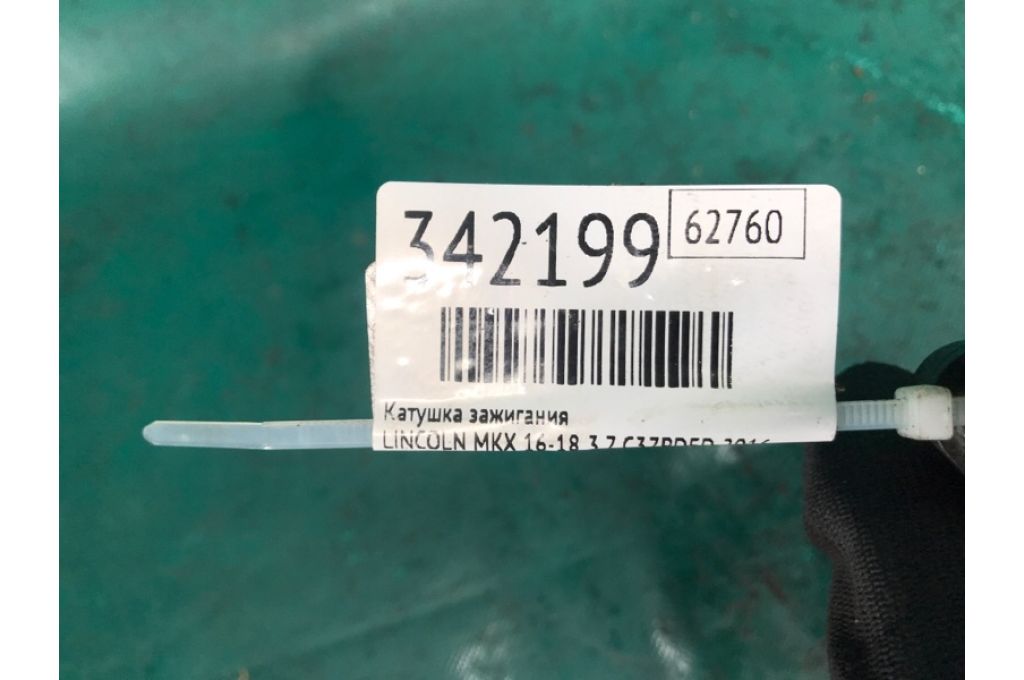 342199
62760
Катушка зажигания
LINCOLN MKX 16-18 3.7